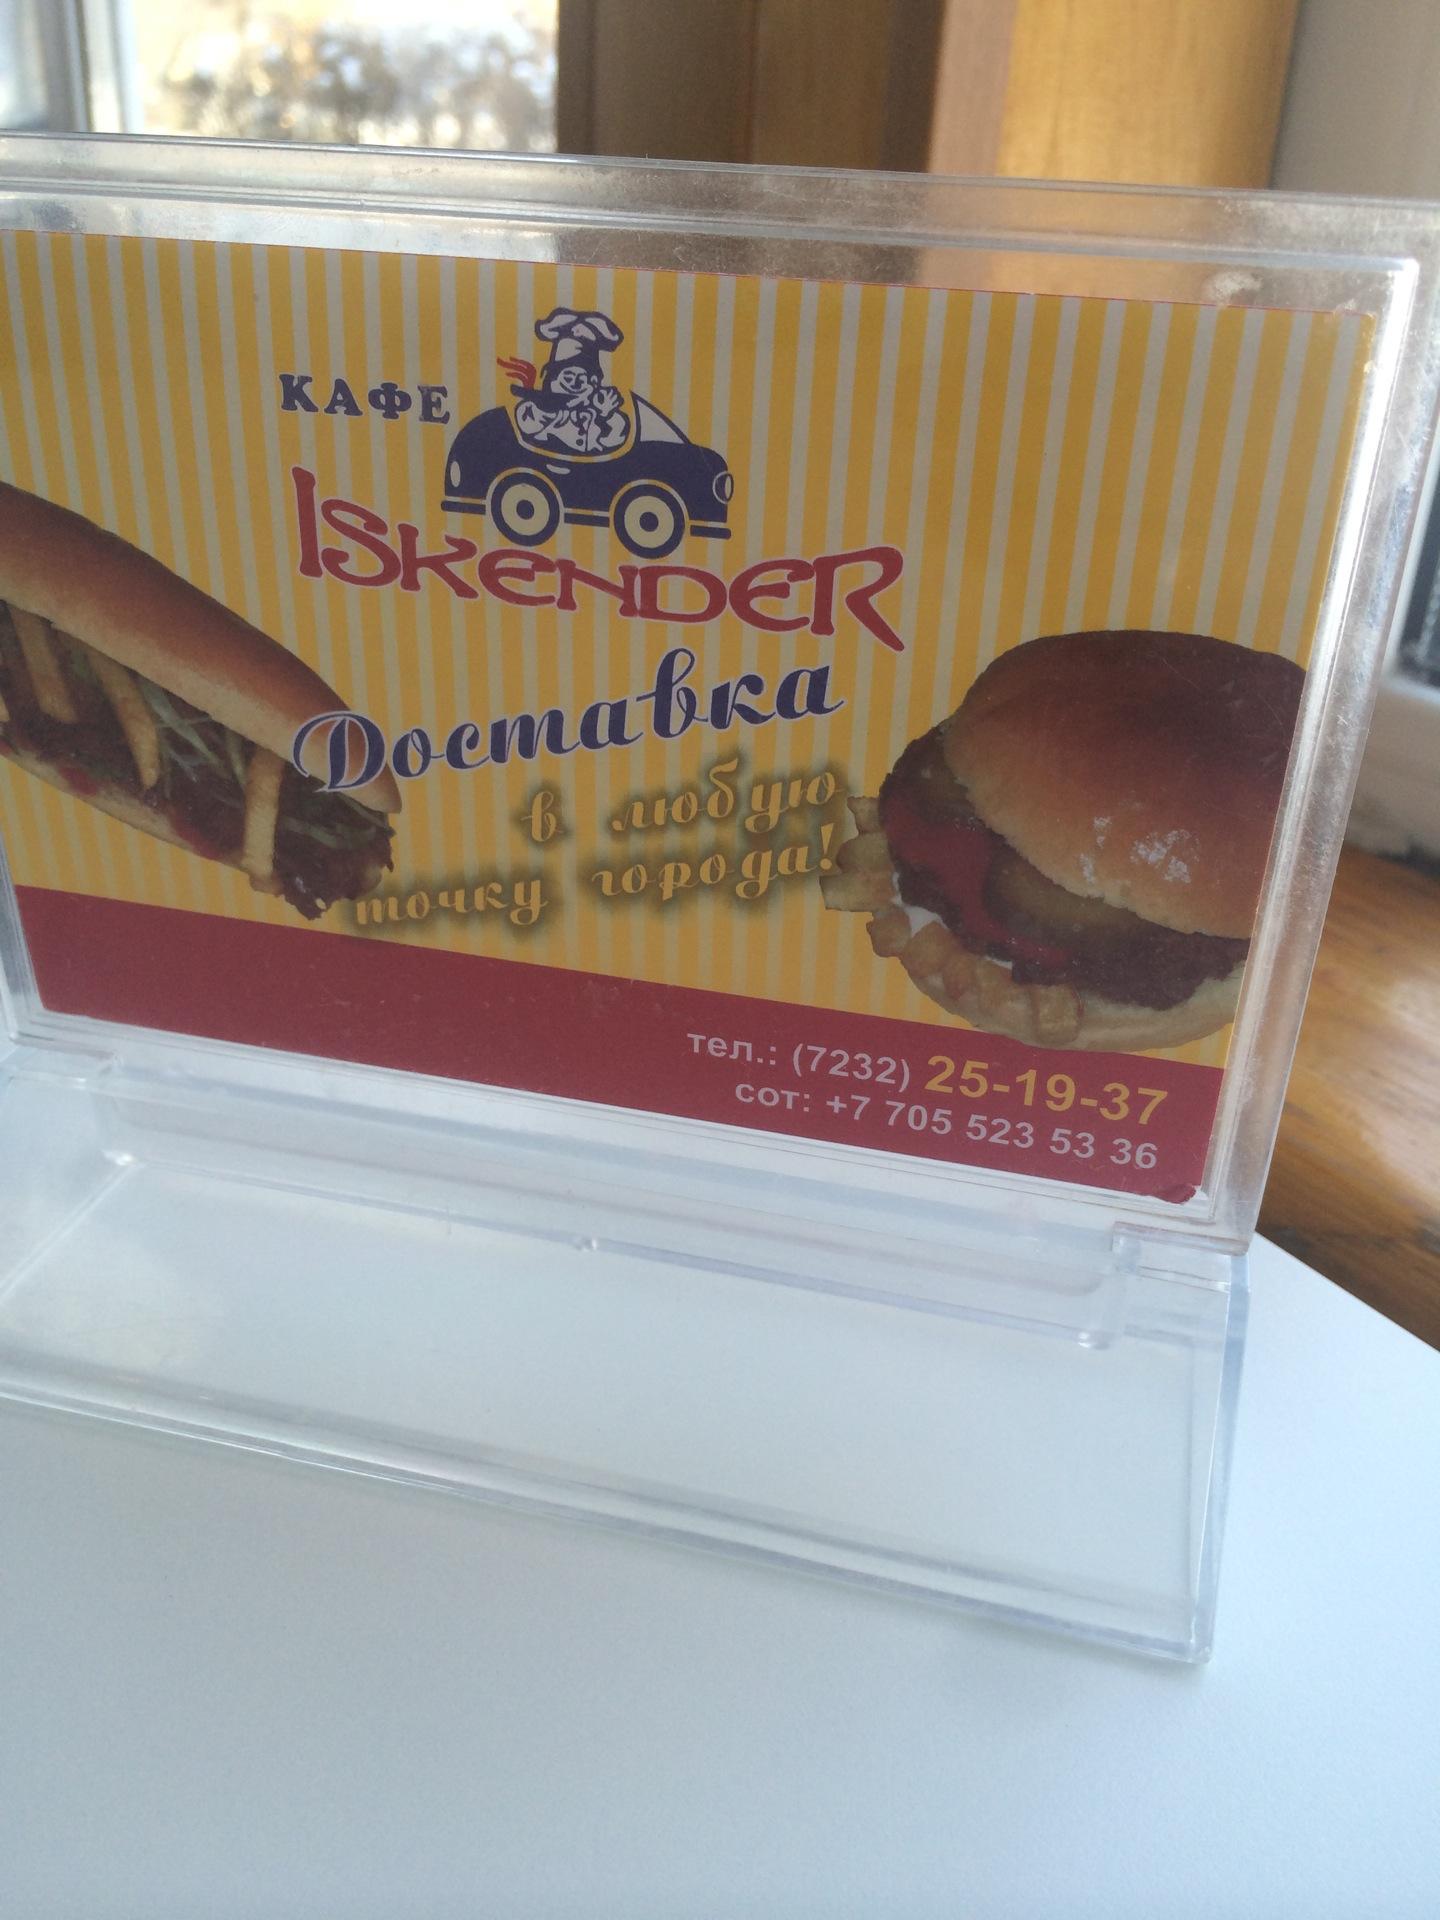 КАФЕ
ISKENDER
Доставка
в любую
точку города!
тел.: (7232) 25-19-37
сот: +7 705 523 53 36